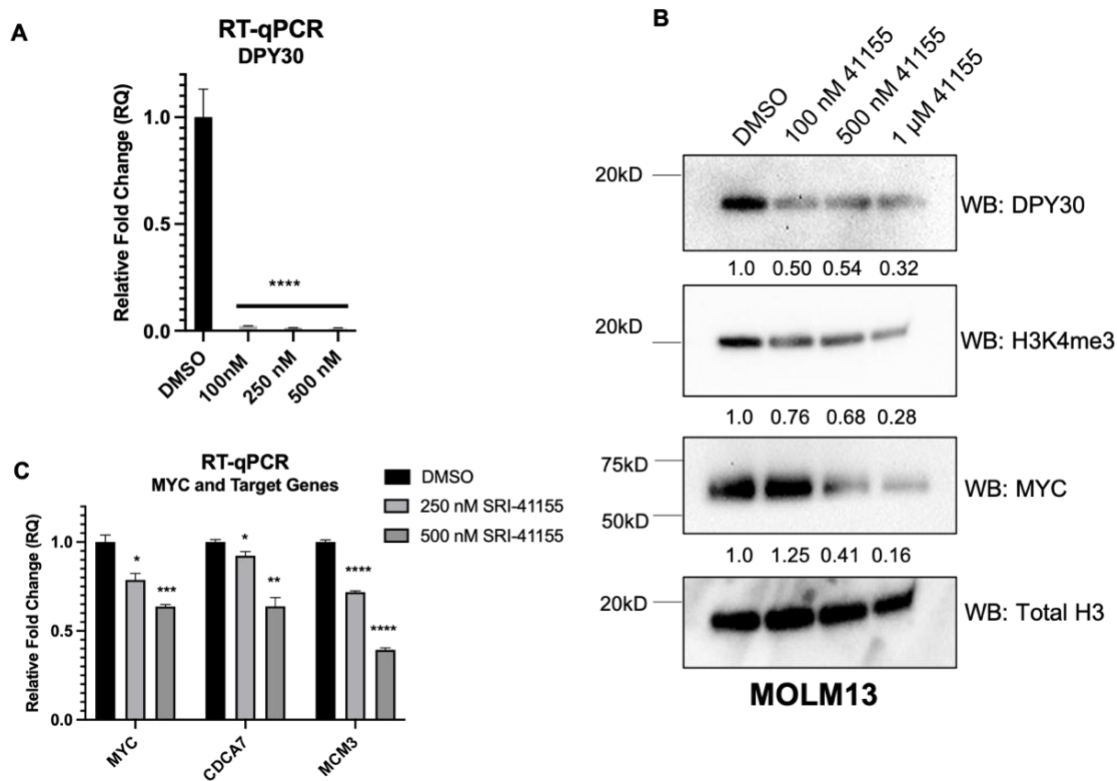 A
RT-qPCR
DPY30
Relative Fold Change (RQ)
1.0
0.5
0.0
****
DMSO
100nM
250 nM
500 nM
B
DMSO
100 nM 41155
500 nM 41155
1 µM 41155
20kD
WB: DPY30
1.0 0.50 0.54 0.32
20kD
WB: H3K4me3
1.0 0.76 0.68 0.28
75kD
50kD
WB: MYC
1.0 1.25 0.41 0.16
20kD
WB: Total H3
MOLM13
C
RT-qPCR
MYC and Target Genes
DMSO
250 nM SRI-41155
500 nM SRI-41155
Relative Fold Change (RQ)
1.0
0.5
0.0
*
***
*
**
****
****
MYC
CDCA7
MCM3